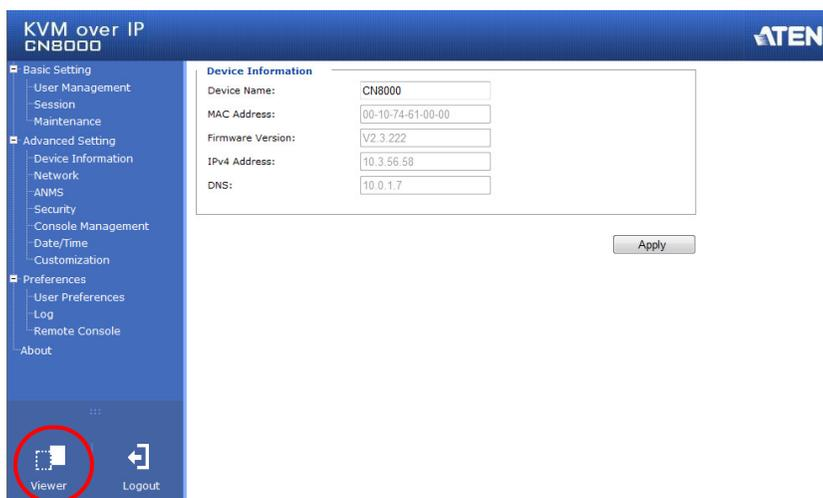 KVM over IP
CN8000
ATEN
Basic Setting
User Management
Session
Maintenance
Advanced Setting
Device Information
Network
ANMS
Security
Console Management
Date/Time
Customization
Preferences
User Preferences
Log
Remote Console
About
Viewer
Logout
Device Information
Device Name: CN8000
MAC Address: 00-10-74-61-00-00
Firmware Version: V2.3.222
IPv4 Address: 10.3.56.58
DNS: 10.0.1.7
Apply